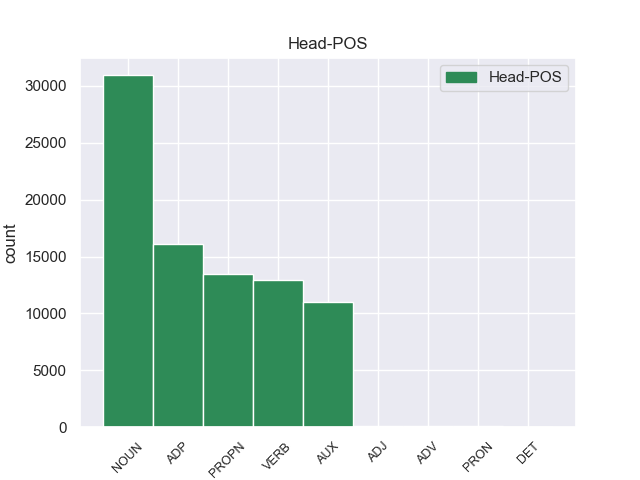 Head-POS
Head-POS
count
30000
25000
20000
15000
10000
5000
0
NOUN
ADP
PROPN
VERB
AUX
ADJ
ADV
PRON
DET